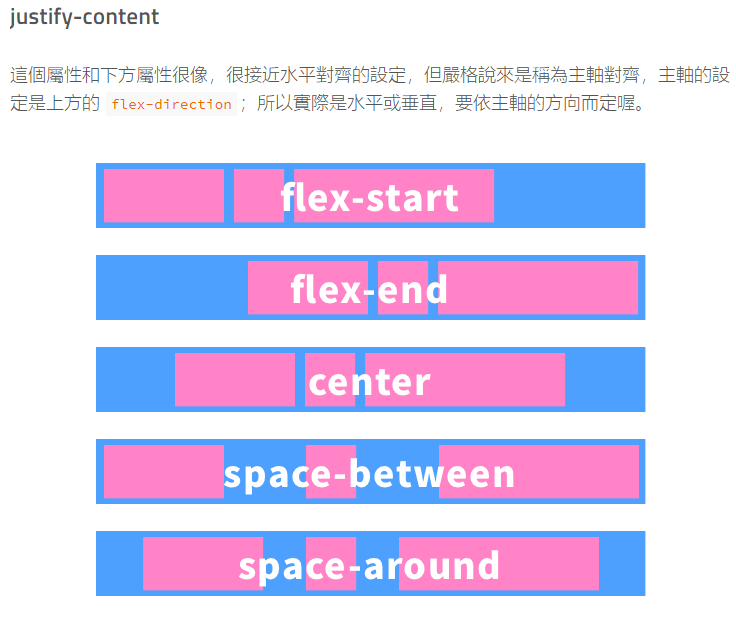 justify-content
這個屬性和下方屬性很像，很接近水平對齊的設定，但嚴格說來是稱為主軸對齊，主軸的設
定是上方的 flex-direction ；所以實際是水平或垂直，要依主軸的方向而定喔。
flex-start
flex-end
center
space-between
space-around